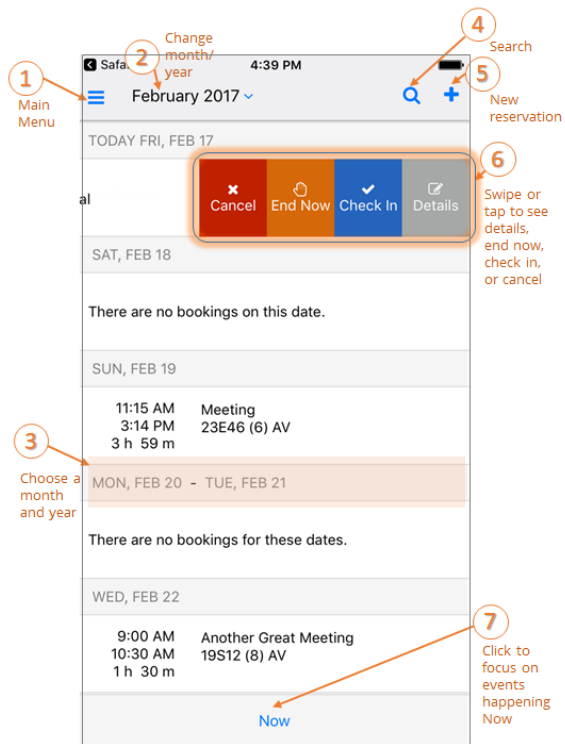 4
Search
Change
month/
year
2
Safa
4:39 PM
1
Main
Menu
February 2017
5
New
reservation
TODAY FRI, FEB 17
6
Swipe or
tap to see
details,
end now,
check in,
or cancel
al
Cancel
End Now
Check In
Details
SAT, FEB 18
There are no bookings on this date.
SUN, FEB 19
11:15 AM Meeting
3:14 PM 23E46 (6) AV
3 h 59 m
3
Choose a
month
and year
MON, FEB 20 - TUE, FEB 21
There are no bookings for these dates.
WED, FEB 22
9:00 AM Another Great Meeting
10:30 AM 19S12 (8) AV
1 h 30 m
7
Click to
focus on
events
happening
Now
Now